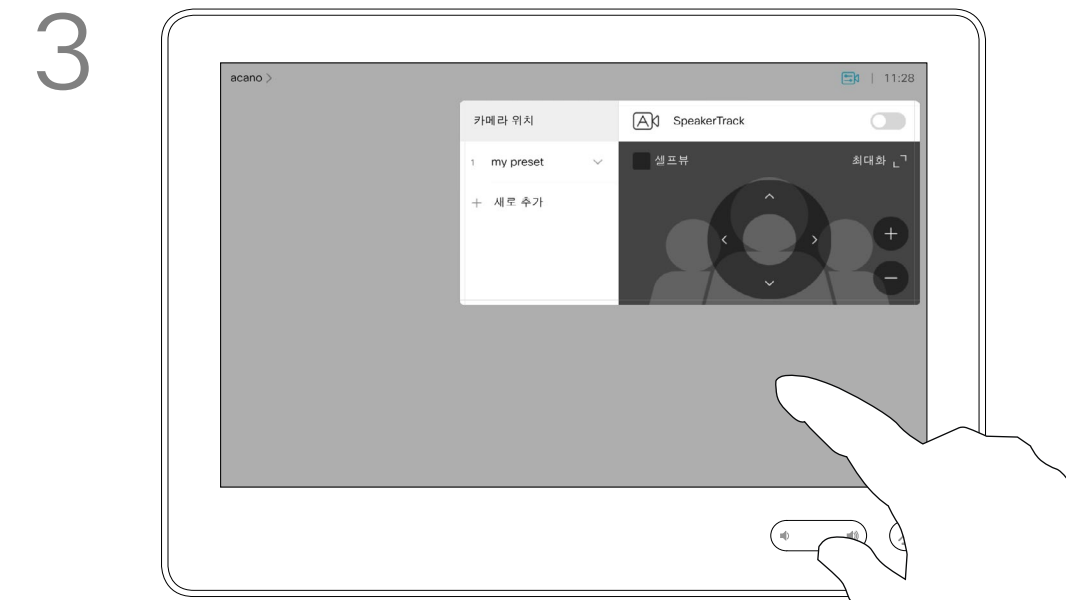 3
acano >
| 11:28
카메라 위치
SpeakerTrack
1 my preset
셀프뷰
최대화
+ 새로 추가